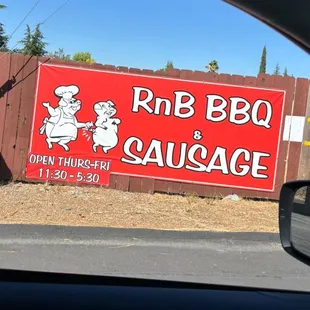 RnB BBQ
&
SAUSAGE
OPEN THURS-FRI
11:30 - 5:30